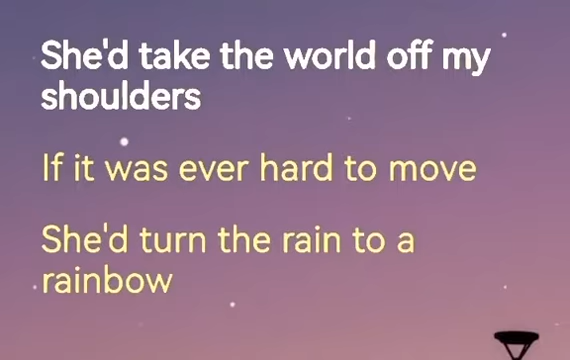 She'd take the world off my
shoulders
If it was ever hard to move
She'd turn the rain to a
rainbow